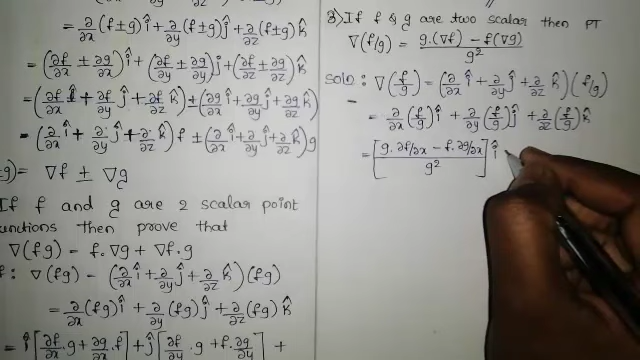 = ∂/∂x (f±g) î + ∂/∂y (f±g) ĵ + ∂/∂z (f±g) k̂
= (∂f/∂x ± ∂g/∂x) î + (∂f/∂y ± ∂g/∂y) ĵ + (∂f/∂z ± ∂g/∂z) k̂
= (∂f/∂x î + ∂f/∂y ĵ + ∂f/∂z k̂) ± (∂g/∂x î + ∂g/∂y ĵ + ∂g/∂z k̂)
= (∂/∂x î + ∂/∂y ĵ + ∂/∂z k̂) f ± (∂/∂x î + ∂/∂y ĵ + ∂/∂z k̂) g
±g) = ∇f ± ∇g
If f and g are 2 scalar point
unctions then prove that
∇(fg) = f·∇g + ∇f·g
f: ∇(fg) = (∂/∂x î + ∂/∂y ĵ + ∂/∂z k̂) (fg)
= ∂/∂x (fg) î + ∂/∂y (fg) ĵ + ∂/∂z (fg) k̂
= î [∂f/∂x · g + ∂g/∂x · f] + ĵ [∂f/∂y · g + f · ∂g/∂y] +
3) If f & g are two scalar then PT
∇(f/g) = g·(∇f) − f(∇g) / g²
Soln: ∇(f/g) = (∂/∂x î + ∂/∂y ĵ + ∂/∂z k̂) (f/g)
= ∂/∂x (f/g) î + ∂/∂y (f/g) ĵ + ∂/∂z (f/g) k̂
= [g · ∂f/∂x − f · ∂g/∂x / g²] î